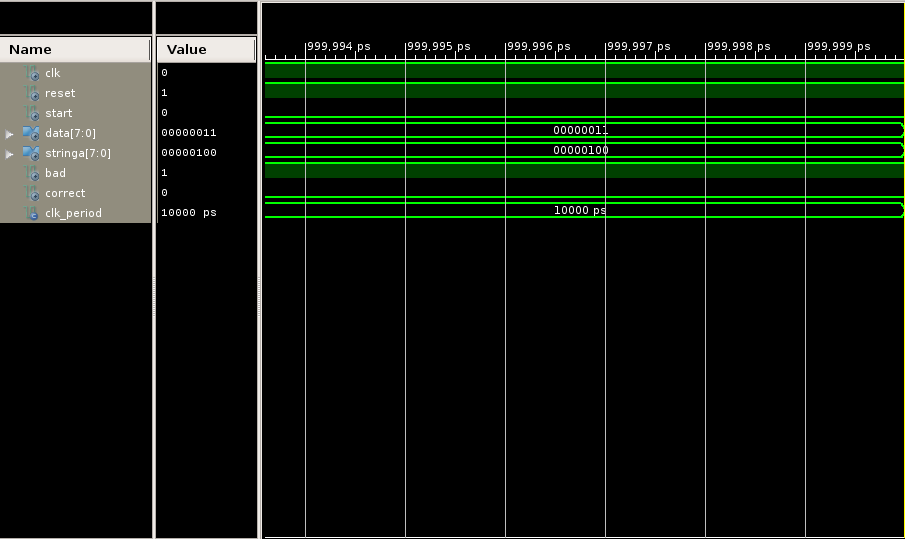 999,994 ps 999,995 ps 999,996 ps 999,997 ps 999,998 ps 999,999 ps
Name Value
clk 0
reset 1
start 0
data[7:0] 00000011 00000011
stringa[7:0] 00000100 00000100
bad 1
correct 0
clk_period 10000 ps 10000 ps